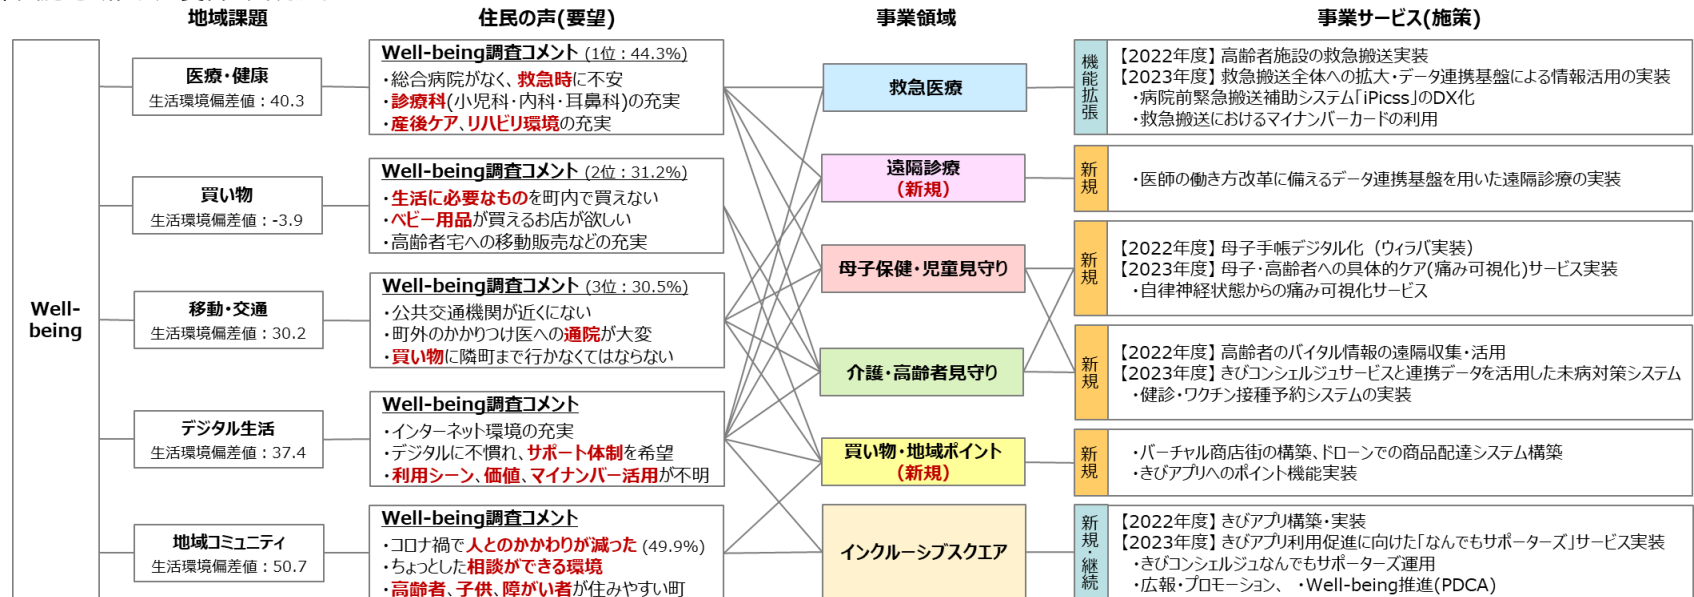 地域課題
住民の声(要望)
事業領域
事業サービス(施策)
Well-
being
医療・健康
生活環境偏差値：40.3
Well-being調査コメント (1位：44.3%)
・総合病院がなく、救急時に不安
・診療科(小児科・内科・耳鼻科)の充実
・産後ケア、リハビリ環境の充実
救急医療
機能拡張
【2022年度】高齢者施設の救急搬送実装
【2023年度】救急搬送全体への拡大・データ連携基盤による情報活用の実装
・病院前緊急搬送補助システム「iPicss」のDX化
・救急搬送におけるマイナンバーカードの利用
買い物
生活環境偏差値：-3.9
Well-being調査コメント (2位：31.2%)
・生活に必要なものを町内で買えない
・ベビー用品が買えるお店が欲しい
・高齢者宅への移動販売などの充実
遠隔診療
(新規)
新規
・医師の働き方改革に備えるデータ連携基盤を用いた遠隔診療の実装
移動・交通
生活環境偏差値：30.2
Well-being調査コメント (3位：30.5%)
・公共交通機関が近くにない
・町外のかかりつけ医への通院が大変
・買い物に隣町まで行かなくてはならない
母子保健・児童見守り
新規
【2022年度】母子手帳デジタル化（ウィラバ実装）
【2023年度】母子・高齢者への具体的ケア(痛み可視化)サービス実装
・自律神経状態からの痛み可視化サービス
介護・高齢者見守り
新規
【2022年度】高齢者のバイタル情報の遠隔収集・活用
【2023年度】きびコンシェルジュサービスと連携データを活用した未病対策システム
・健診・ワクチン接種予約システムの実装
デジタル生活
生活環境偏差値：37.4
Well-being調査コメント
・インターネット環境の充実
・デジタルに不慣れ、サポート体制を希望
・利用シーン、価値、マイナンバー活用が不明
買い物・地域ポイント
(新規)
新規
・バーチャル商店街の構築、ドローンでの商品配達システム構築
・きびアプリへのポイント機能実装
地域コミュニティ
生活環境偏差値：50.7
Well-being調査コメント
・コロナ禍で人とのかかわりが減った (49.9%)
・ちょっとした相談ができる環境
・高齢者、子供、障がい者が住みやすい町
インクルーシブスクエア
新規・継続
【2022年度】きびアプリ構築・実装
【2023年度】きびアプリ利用促進に向けた「なんでもサポーターズ」サービス実装
・きびコンシェルジュなんでもサポーターズ運用
・広報・プロモーション、 ・Well-being推進(PDCA)